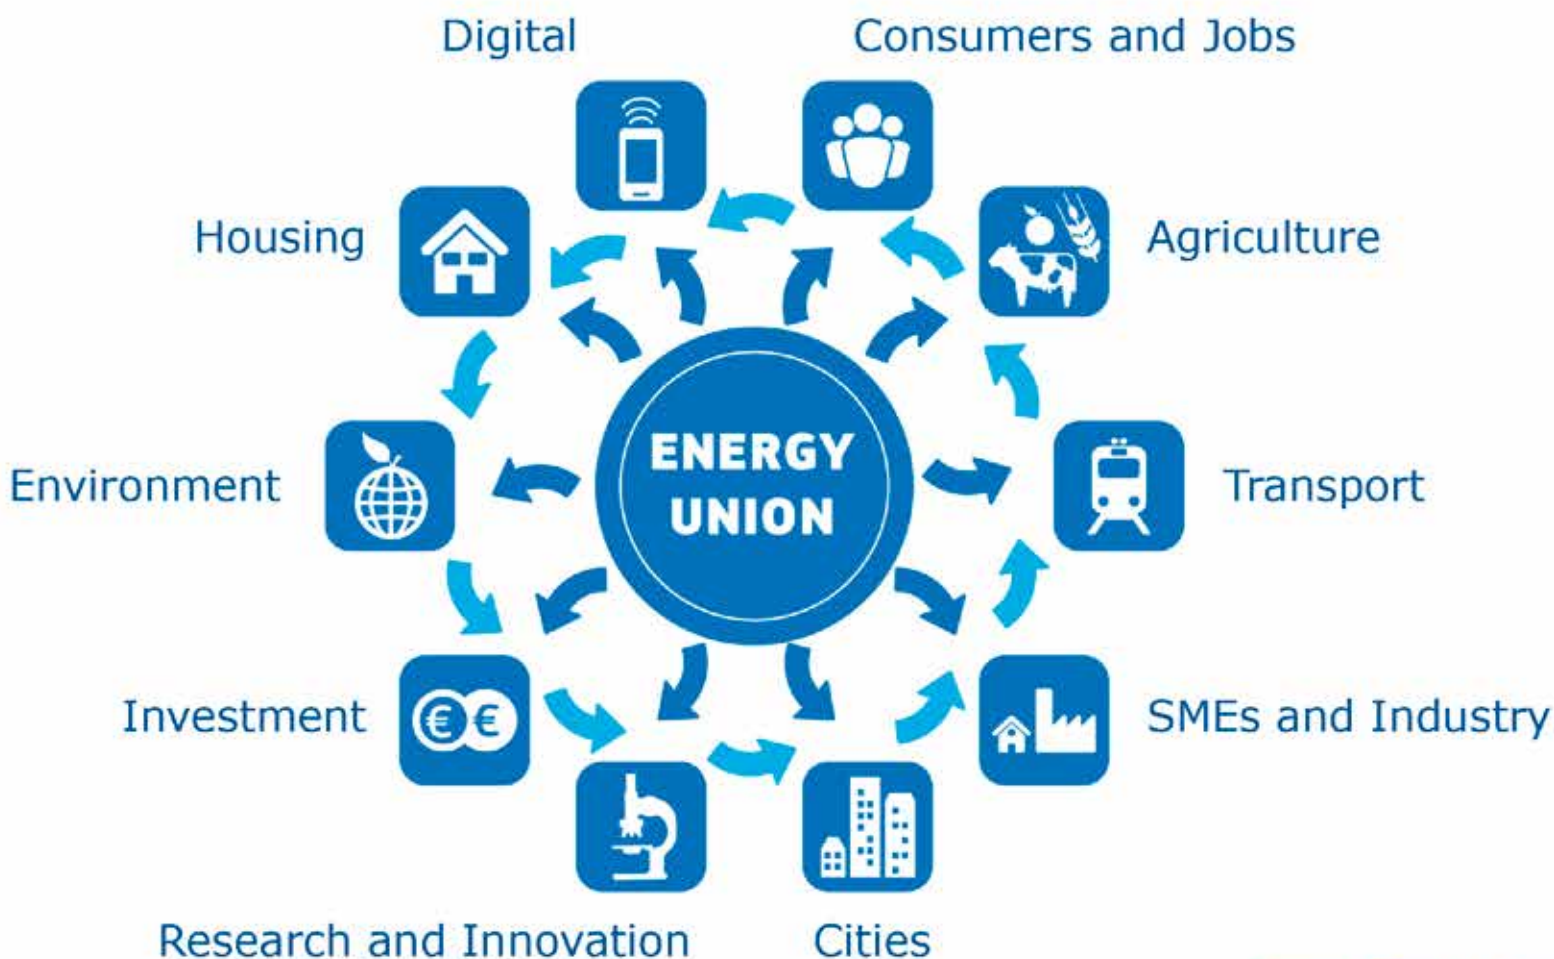 Digital
Consumers and Jobs
Housing
Agriculture
ENERGY
UNION
Environment
Transport
Investment
€ €
SMEs and Industry
Research and Innovation
Cities